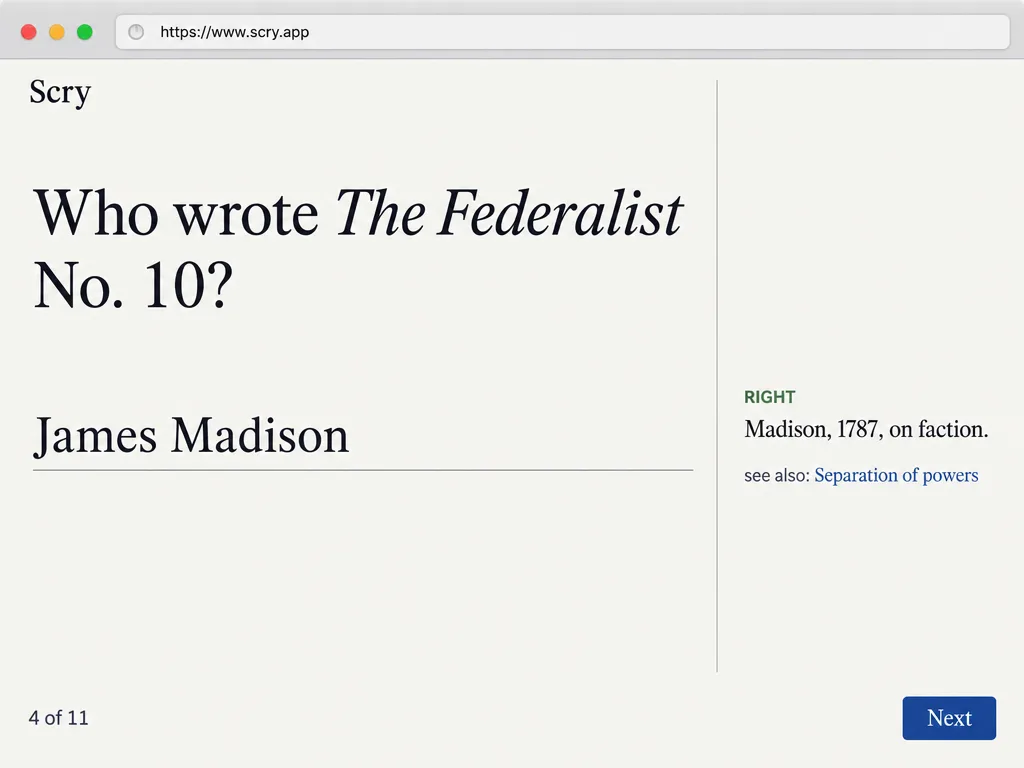 https://www.scry.app
Scry
Who wrote The Federalist
No. 10?
James Madison
RIGHT
Madison, 1787, on faction.
see also: Separation of powers
4 of 11
Next